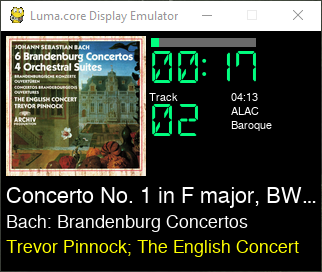 Luma.core Display Emulator
JOHANN SEBASTIAN BACH
6 Brandenburg Concertos
4 Orchestral Suites
BRANDENBURGISCHE KONZERTE
OUVERTÜREN
CONCERTOS BRANDEBOURGEOIS
OUVERTURES
THE ENGLISH CONCERT
TREVOR PINNOCK
ARCHIV
PRODUKTION
00:17
Track
02
04:13
ALAC
Baroque
Concerto No. 1 in F major, BW...
Bach: Brandenburg Concertos
Trevor Pinnock; The English Concert